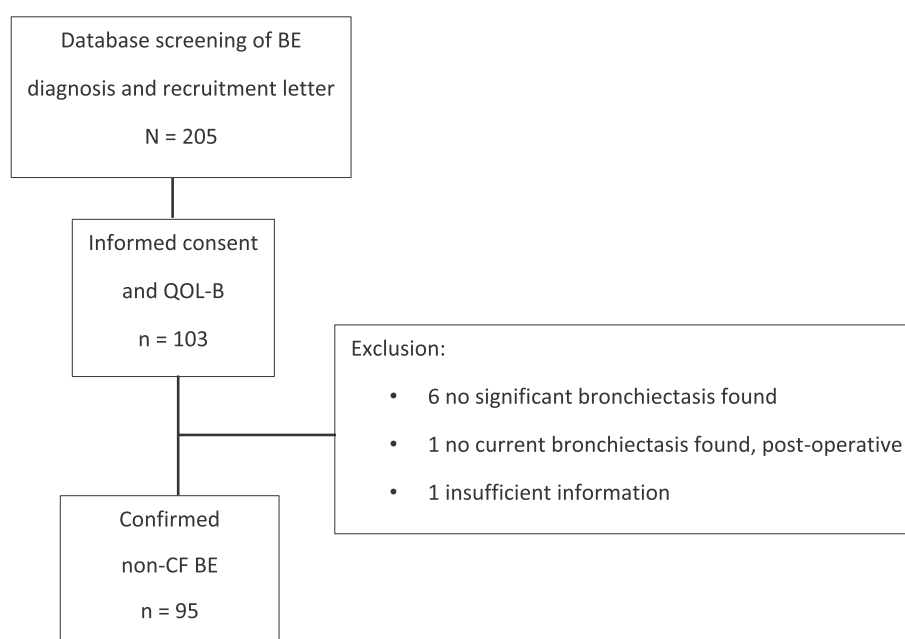 Database screening of BE
diagnosis and recruitment letter
N = 205
Informed consent
and QOL-B
n = 103
Exclusion:
• 6 no significant bronchiectasis found
• 1 no current bronchiectasis found, post-operative
• 1 insufficient information
Confirmed
non-CF BE
n = 95